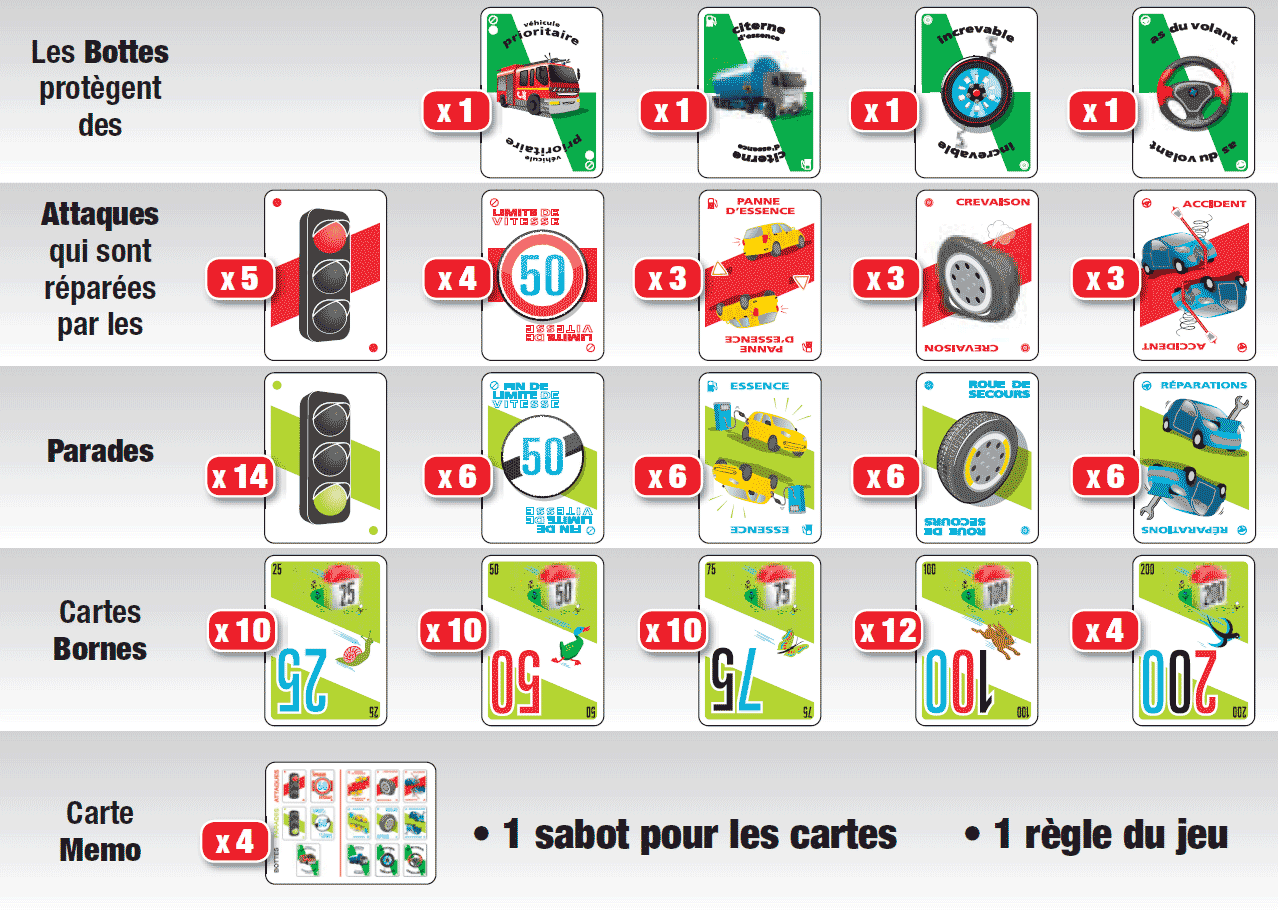 Les Bottes
protègent
des
x 1
véhicule
prioritaire
véhicule
prioritaire
x 1
citerne
d'essence
citerne
d'essence
x 1
increvable
increvable
x 1
as du volant
as du volant
Attaques
qui sont
réparées
par les
x 5
x 4
LIMITE DE
VITESSE
50
LIMITE DE
VITESSE
x 3
PANNE
D'ESSENCE
PANNE
D'ESSENCE
x 3
CREVAISON
CREVAISON
x 3
ACCIDENT
ACCIDENT
Parades
x 14
x 6
FIN DE
LIMITE DE
VITESSE
50
FIN DE
LIMITE DE
VITESSE
x 6
ESSENCE
ESSENCE
x 6
ROUE DE
SECOURS
ROUE DE
SECOURS
x 6
RÉPARATIONS
RÉPARATIONS
Cartes
Bornes
x 10
25
25
25
25
x 10
50
50
50
50
x 10
75
75
75
75
x 12
100
100
100
100
x 4
200
200
200
200
Carte
Memo
x 4
ATTAQUES
BOTTES
• 1 sabot pour les cartes
• 1 règle du jeu